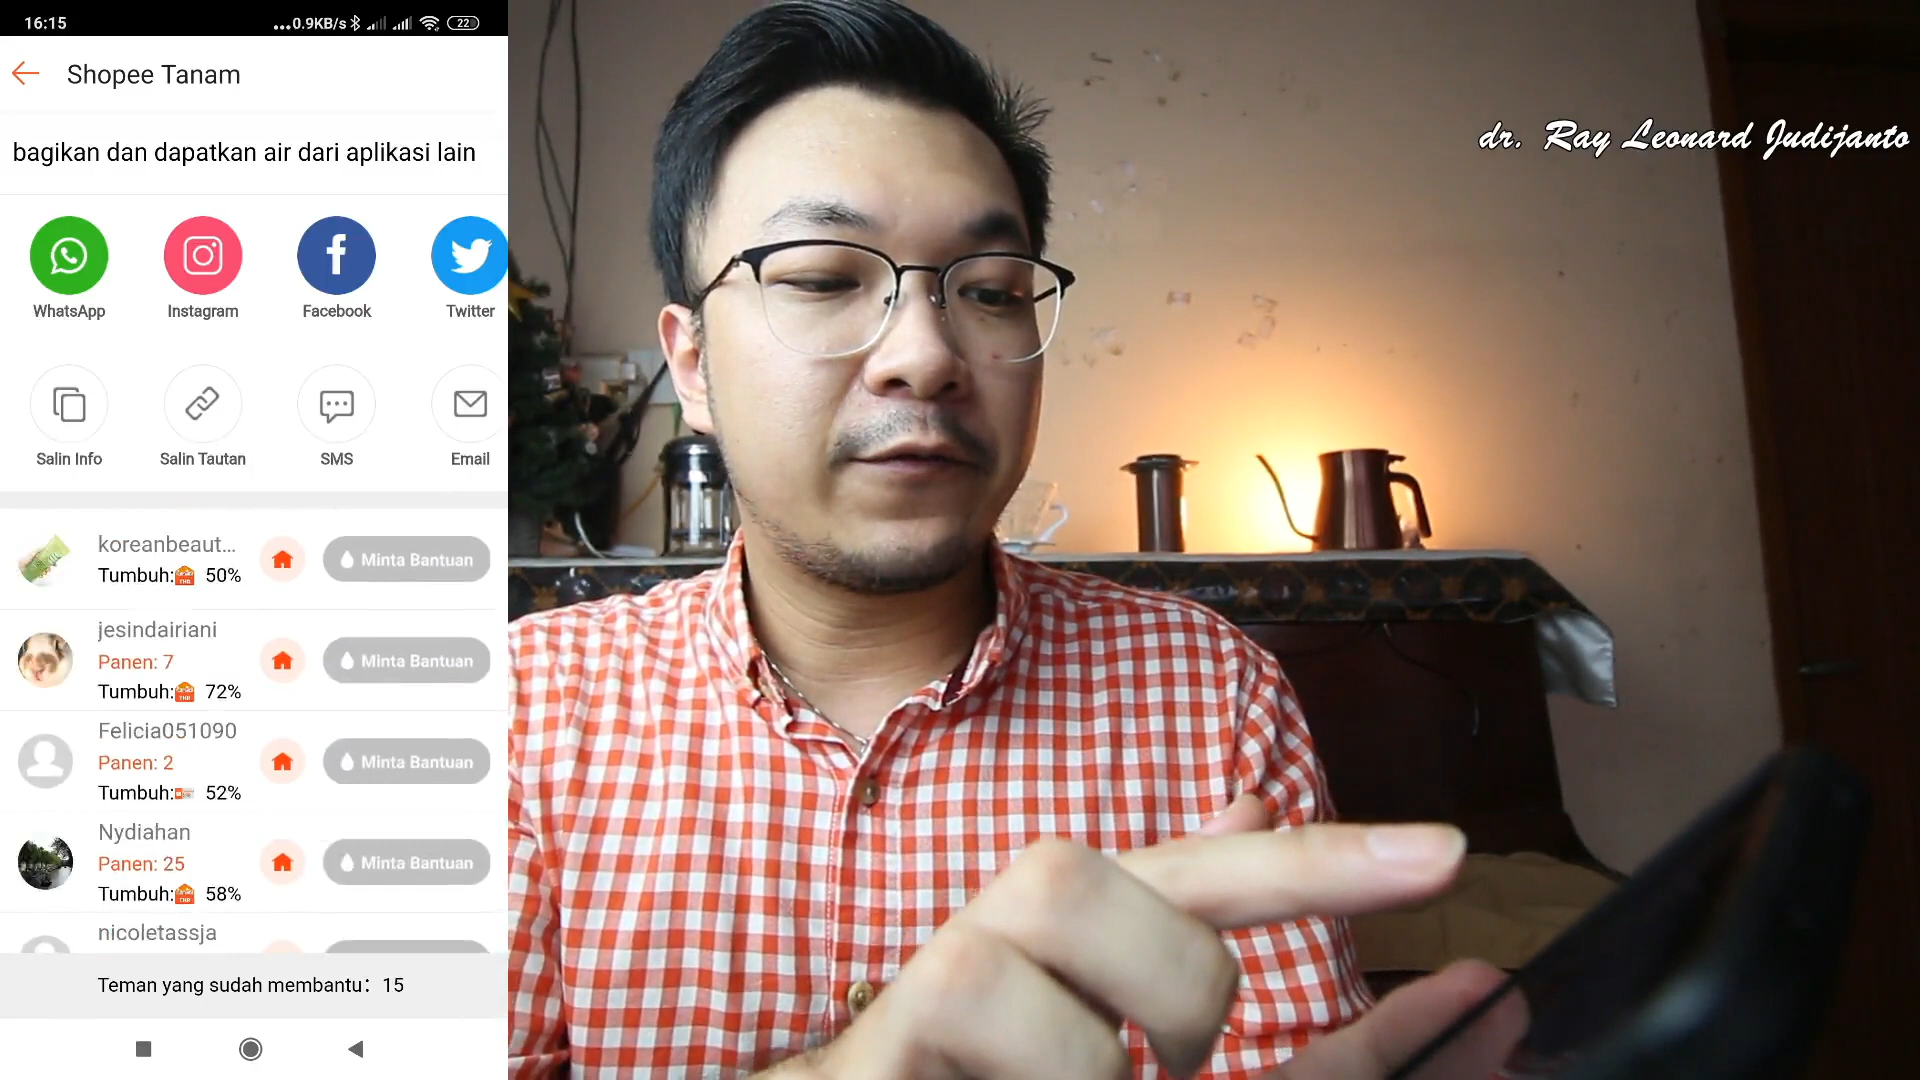 16:15
...0.9KB/s 22
Shopee Tanam
bagikan dan dapatkan air dari aplikasi lain
WhatsApp Instagram Facebook Twitter
Salin Info Salin Tautan SMS Email
koreanbeaut...
Tumbuh: 50%
Minta Bantuan
jesindairiani
Panen: 7
Tumbuh: 72%
Minta Bantuan
Felicia051090
Panen: 2
Tumbuh: 52%
Minta Bantuan
Nydiahan
Panen: 25
Tumbuh: 58%
Minta Bantuan
nicoletassja
Teman yang sudah membantu: 15
dr. Ray Leonard Judijanto